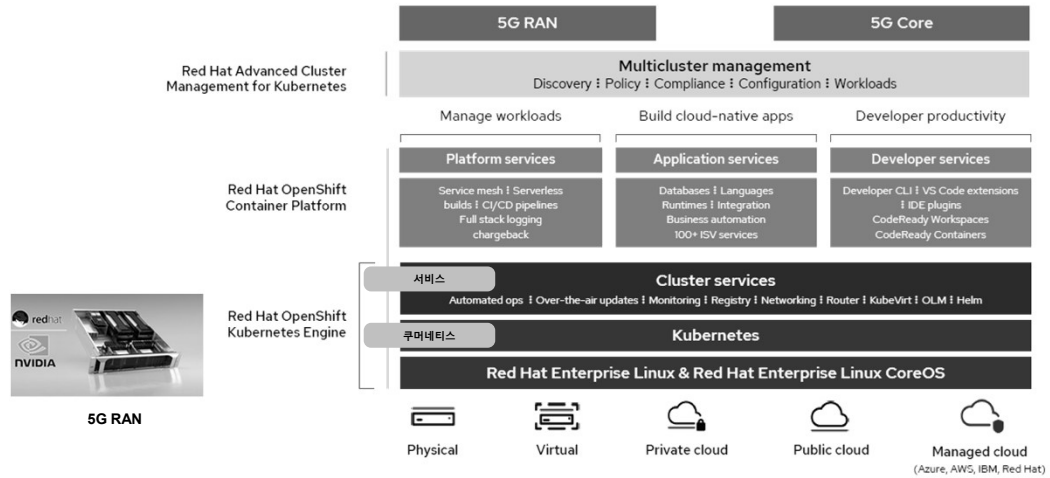 5G RAN
5G Core
Red Hat Advanced Cluster
Management for Kubernetes
Multicluster management
Discovery ⁝ Policy ⁝ Compliance ⁝ Configuration ⁝ Workloads
Manage workloads
Build cloud-native apps
Developer productivity
Red Hat OpenShift
Container Platform
Platform services
Service mesh ⁝ Serverless
builds ⁝ CI/CD pipelines
Full stack logging
chargeback
Application services
Databases ⁝ Languages
Runtimes ⁝ Integration
Business automation
100+ ISV services
Developer services
Developer CLI ⁝ VS Code extensions
⁝ IDE plugins
CodeReady Workspaces
CodeReady Containers
Red Hat OpenShift
Kubernetes Engine
서비스
Cluster services
Automated ops ⁝ Over-the-air updates ⁝ Monitoring ⁝ Registry ⁝ Networking ⁝ Router ⁝ KubeVirt ⁝ OLM ⁝ Helm
쿠머네티스
Kubernetes
Red Hat Enterprise Linux & Red Hat Enterprise Linux CoreOS
redhat
NVIDIA
5G RAN
Physical
Virtual
Private cloud
Public cloud
Managed cloud
(Azure, AWS, IBM, Red Hat)